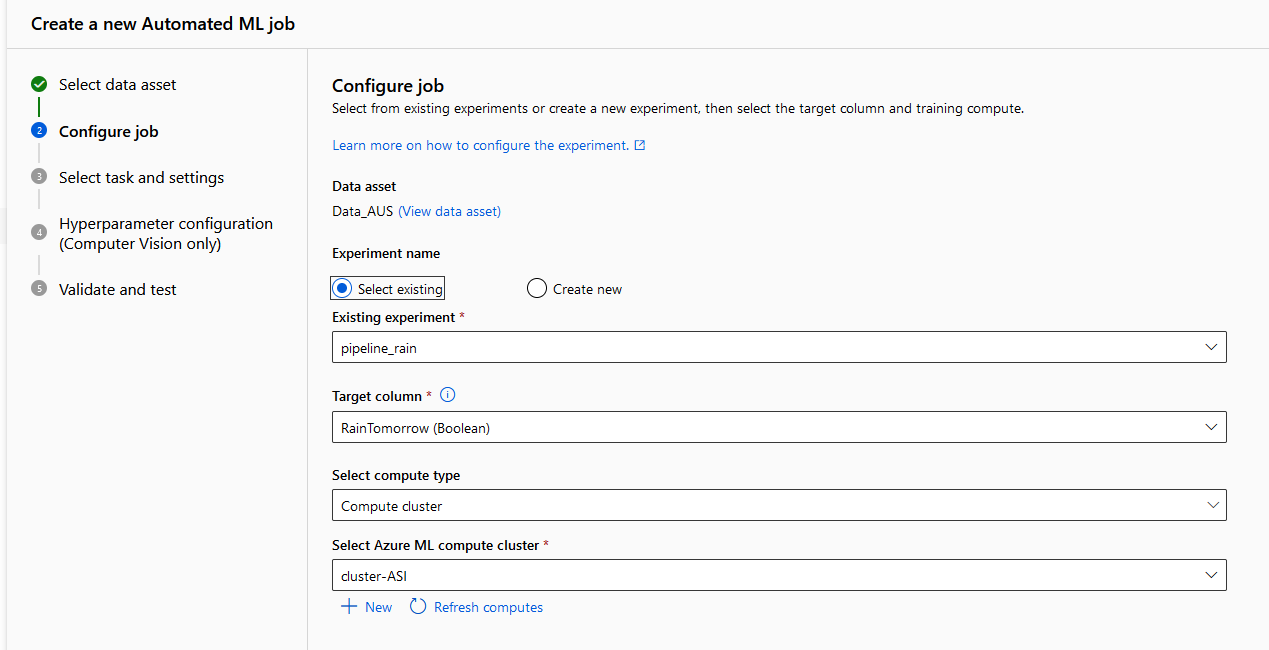 Create a new Automated ML job
Select data asset
2
Configure job
3
Select task and settings
4
Hyperparameter configuration
(Computer Vision only)
5
Validate and test
Configure job
Select from existing experiments or create a new experiment, then select the target column and training compute.
Learn more on how to configure the experiment.
Data asset
Data_AUS (View data asset)
Experiment name
Select existing
Create new
Existing experiment *
pipeline_rain
Target column *
RainTomorrow (Boolean)
Select compute type
Compute cluster
Select Azure ML compute cluster *
cluster-ASI
New
Refresh computes